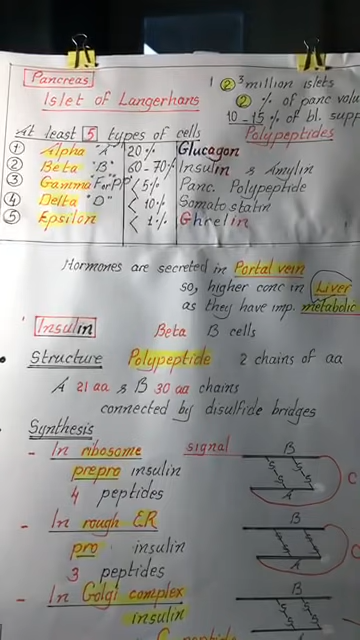 Pancreas
1 ② 3 million islets
Islet of Langerhans
② % of panc volu
10-15 % of bl. supp
At least 5 types of cells
Polypeptides
① Alpha "A" 20 % Glucagon
② Beta "B" 60-70% Insulin & Amylin
③ Gamma "F or PP" < 5% Panc. Polypeptide
④ Delta "D" < 10% Somatostatin
⑤ Epsilon < 1% Ghrelin
Hormones are secreted in Portal vein
so, higher conc in Liver
as they have imp. metabolic
Insulin Beta B cells
• Structure Polypeptide 2 chains of aa
A 21 aa & B 30 aa chains
connected by disulfide bridges
• Synthesis
- In ribosome signal B
prepro insulin S S S S C
4 peptides A
- In rough ER B
pro insulin S S S S C
3 peptides A
- In Golgi complex B
insulin S S S S
C peptide